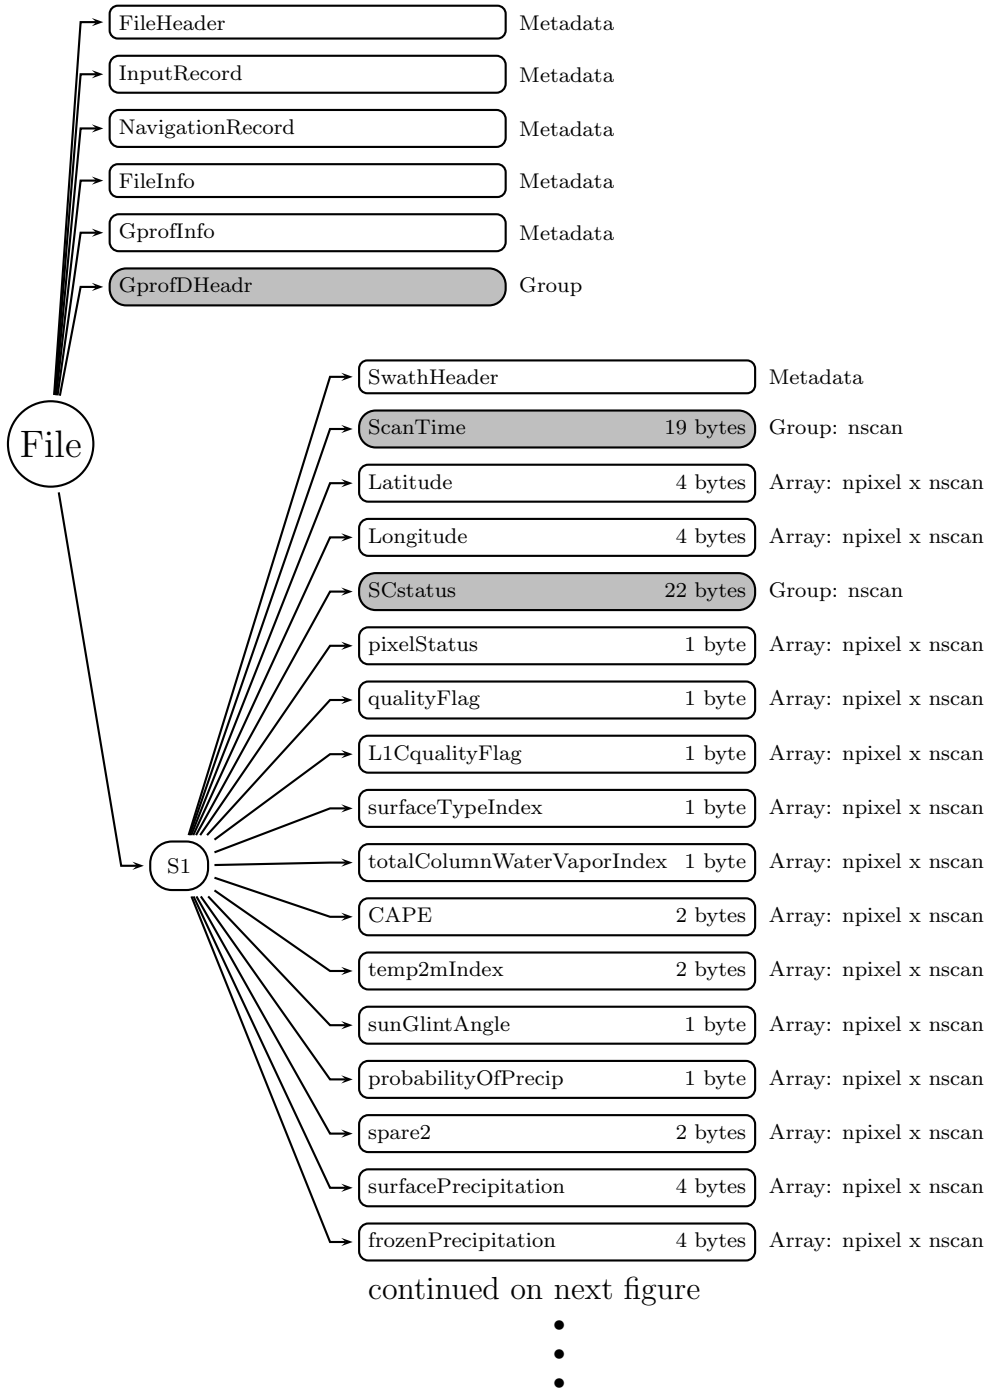 FileHeader Metadata
InputRecord Metadata
NavigationRecord Metadata
FileInfo Metadata
GprofInfo Metadata
GprofDHeadr Group
File
SwathHeader Metadata
ScanTime 19 bytes Group: nscan
Latitude 4 bytes Array: npixel x nscan
Longitude 4 bytes Array: npixel x nscan
SCstatus 22 bytes Group: nscan
pixelStatus 1 byte Array: npixel x nscan
qualityFlag 1 byte Array: npixel x nscan
L1CqualityFlag 1 byte Array: npixel x nscan
surfaceTypeIndex 1 byte Array: npixel x nscan
S1
totalColumnWaterVaporIndex 1 byte Array: npixel x nscan
CAPE 2 bytes Array: npixel x nscan
temp2mIndex 2 bytes Array: npixel x nscan
sunGlintAngle 1 byte Array: npixel x nscan
probabilityOfPrecip 1 byte Array: npixel x nscan
spare2 2 bytes Array: npixel x nscan
surfacePrecipitation 4 bytes Array: npixel x nscan
frozenPrecipitation 4 bytes Array: npixel x nscan
continued on next figure